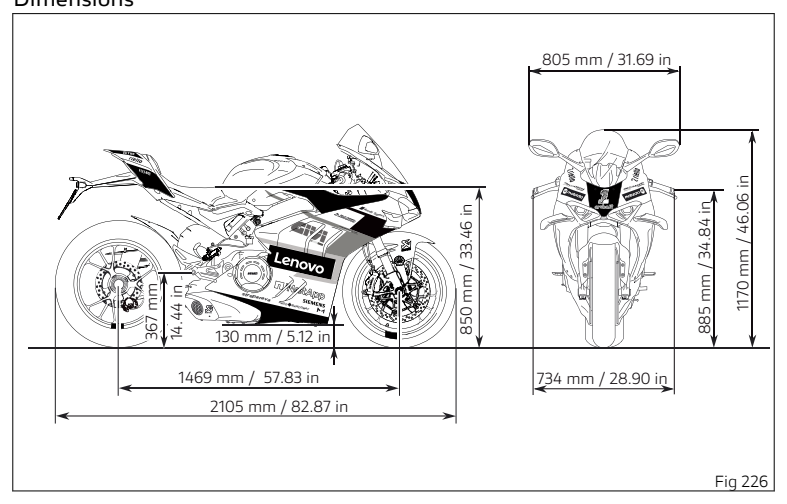 Dimensions
805 mm / 31.69 in
Lenovo
SIEMENS
367 mm
14.44 in
130 mm / 5.12 in
850 mm / 33.46 in
885 mm / 34.84 in
1170 mm / 46.06 in
1469 mm / 57.83 in
2105 mm / 82.87 in
734 mm / 28.90 in
Fig 226